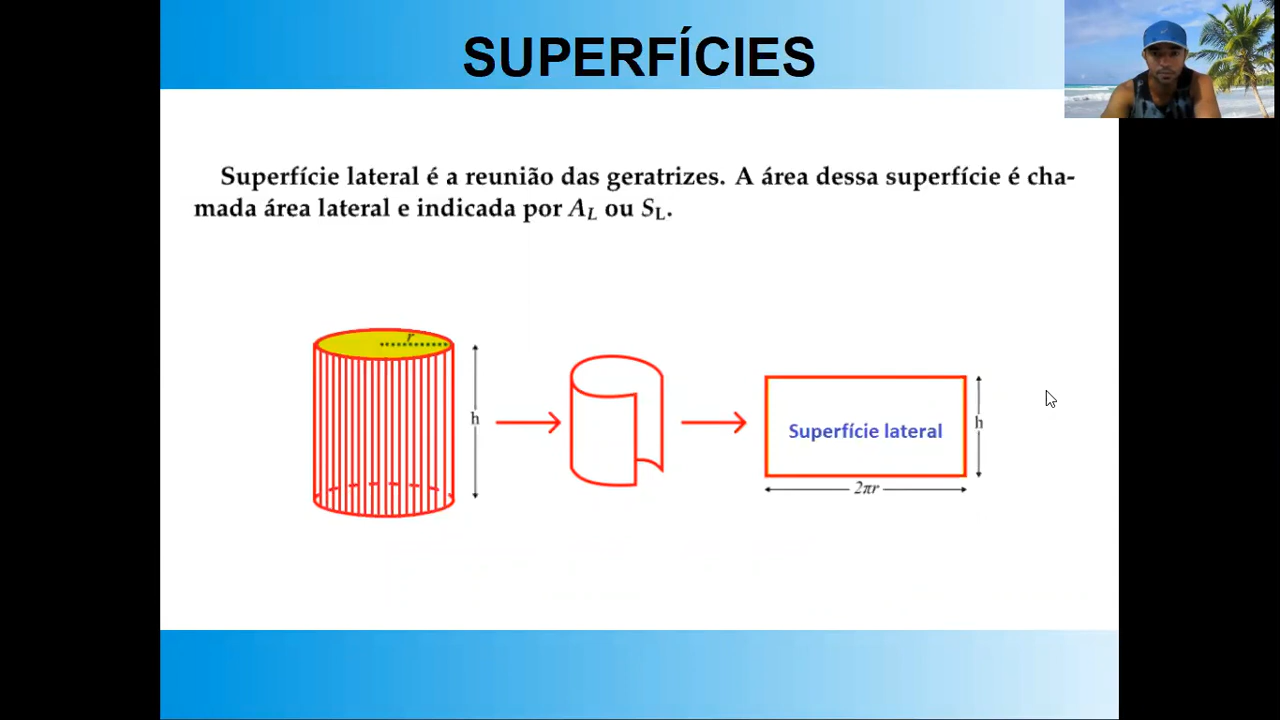 SUPERFÍCIES
Superfície lateral é a reunião das geratrizes. A área dessa superfície é cha-
mada área lateral e indicada por A_L ou S_L.
r
h
Superfície lateral
h
2πr